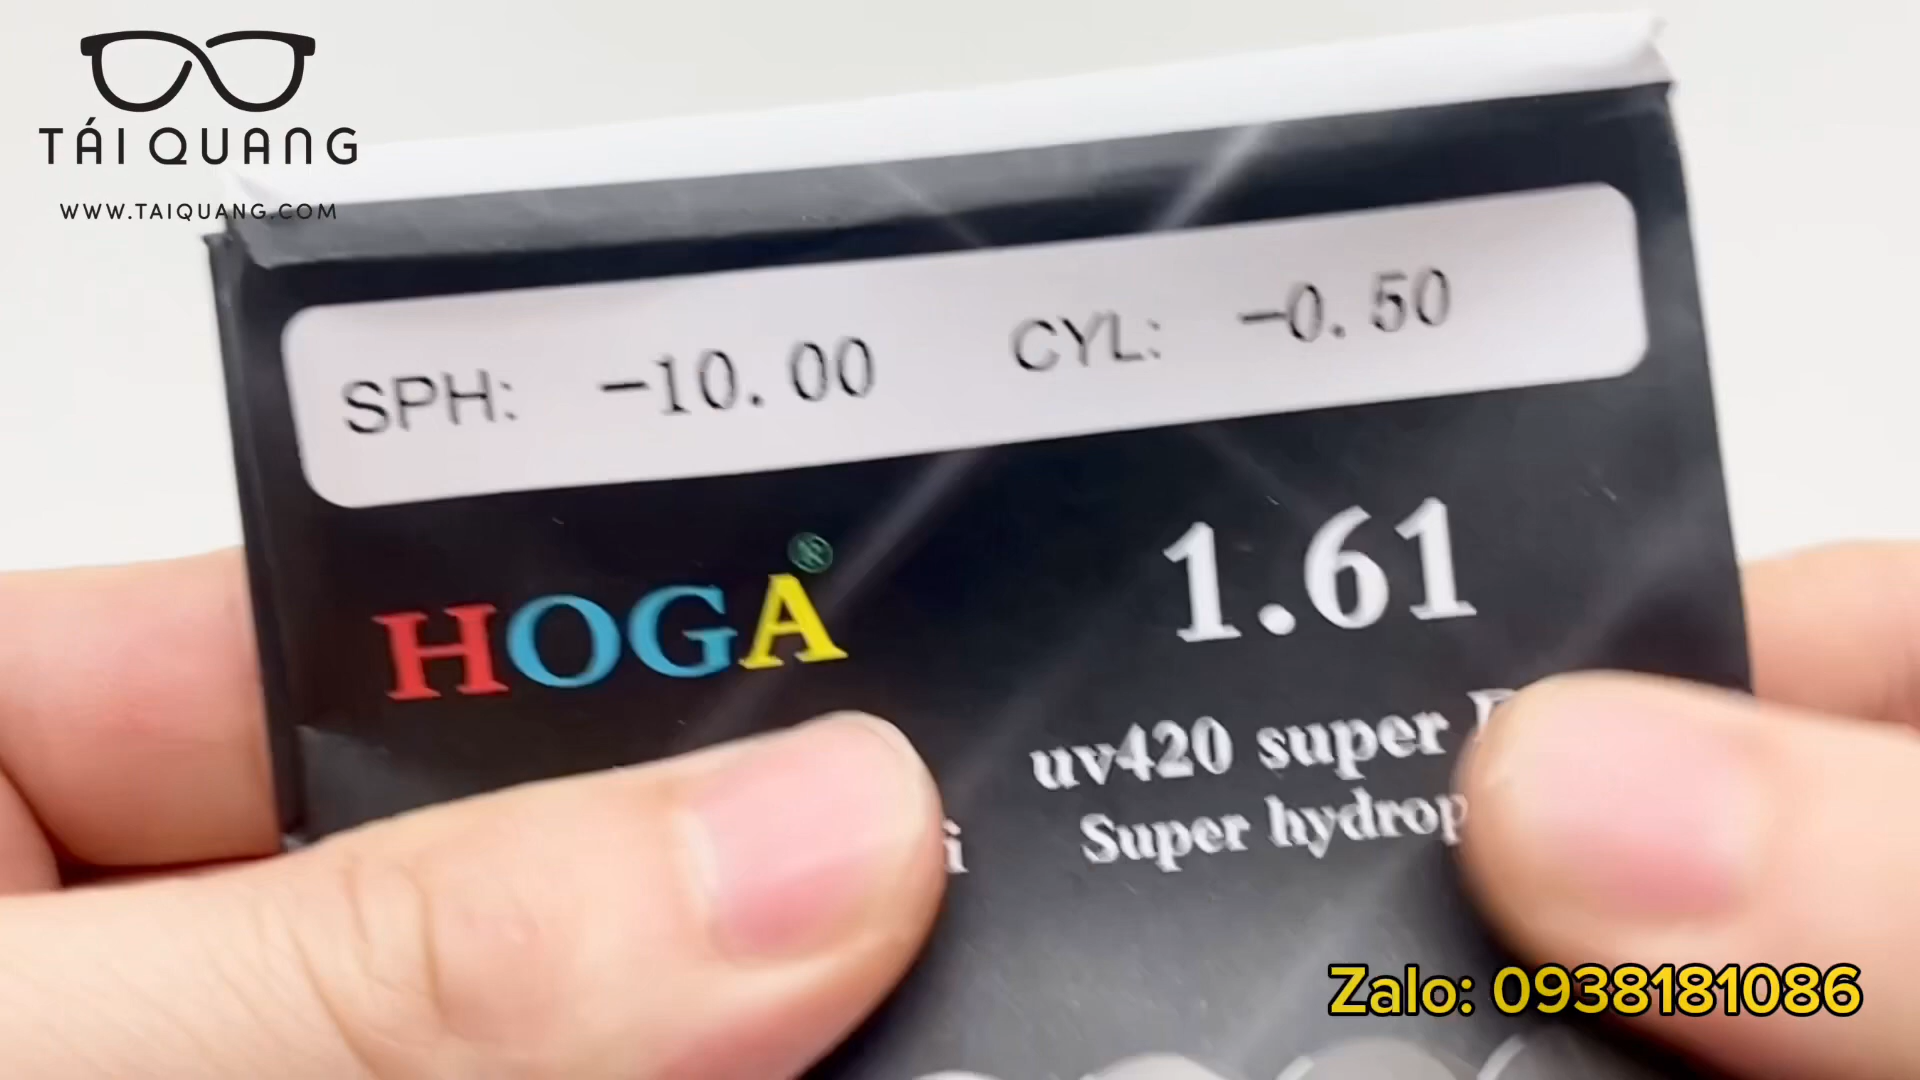 TÁI QUANG
WWW.TAIQUANG.COM
SPH: -10.00 CYL: -0.50
HOGA®
1.61
uv420 super
Super
Zalo: 0938181086